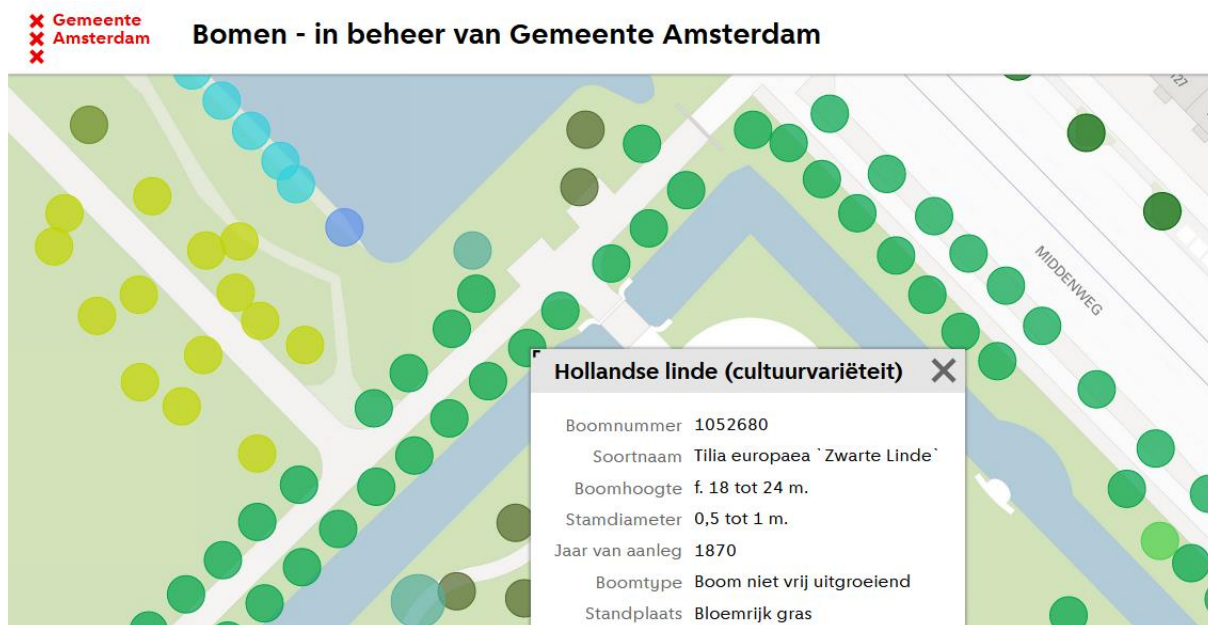 Gemeente
Amsterdam
Bomen - in beheer van Gemeente Amsterdam
127
MIDDENWEG
Hollandse linde (cultuurvariëteit)
Boomnummer 1052680
Soortnaam Tilia europaea `Zwarte Linde`
Boomhoogte f. 18 tot 24 m.
Stamdiameter 0,5 tot 1 m.
Jaar van aanleg 1870
Boomtype Boom niet vrij uitgroeiend
Standplaats Bloemrijk gras